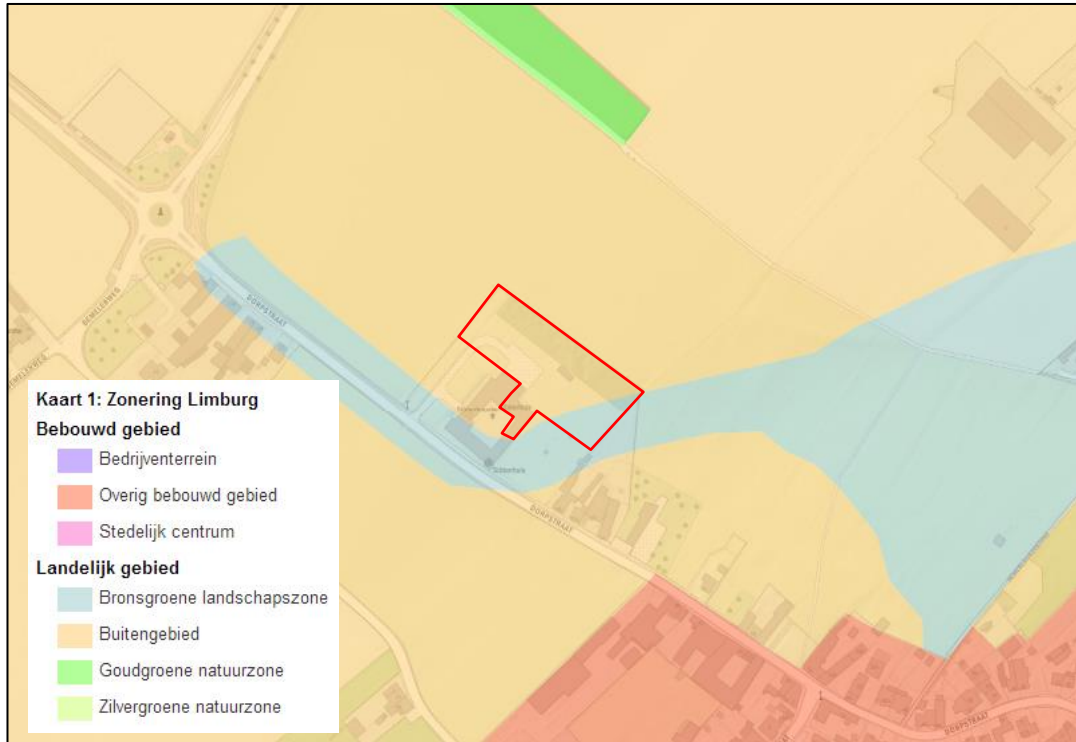 BEMELERWEG
DORPSTRAAT
Kaart 1: Zonering Limburg
Bebouwd gebied
Bedrijventerrein
Overig bebouwd gebied
Stedelijk centrum
Landelijk gebied
Bronsgroene landschapszone
Buitengebied
Goudgroene natuurzone
Zilvergroene natuurzone
DORPSTRAAT
DORPSTRAAT